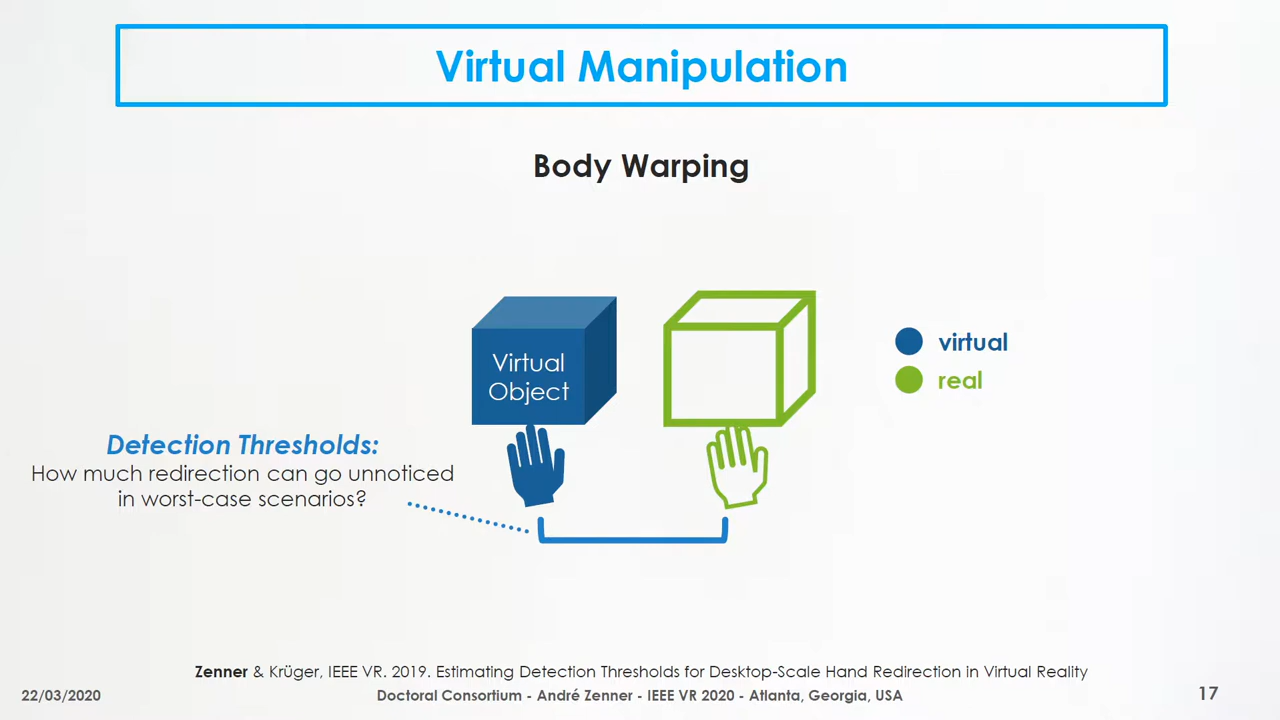 Virtual Manipulation
Body Warping
Virtual
Object
virtual
real
Detection Thresholds:
How much redirection can go unnoticed
in worst-case scenarios?
Zenner & Krüger, IEEE VR. 2019. Estimating Detection Thresholds for Desktop-Scale Hand Redirection in Virtual Reality
22/03/2020
Doctoral Consortium - André Zenner - IEEE VR 2020 - Atlanta, Georgia, USA
17